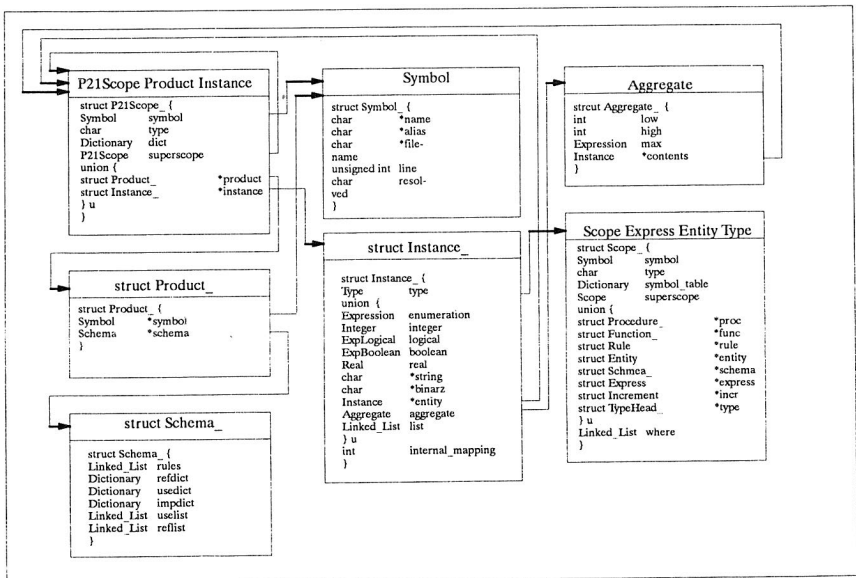 P21Scope Product Instance
struct P21Scope_ {
Symbol symbol
char type
Dictionary dict
P21Scope superscope
union {
struct Product_ *product
struct Instance_ *instance
} u
}
struct Product_
struct Product_ {
Symbol *symbol
Schema *schema
}
struct Schema_
struct Schema_ {
Linked_List rules
Dictionary refdict
Dictionary usedict
Dictionary impdict
Linked_List uselist
Linked_List reflist
}
Symbol
struct Symbol_ {
char *name
char *alias
char *file-
name
unsigned int line
char resol-
ved
}
struct Instance_
struct Instance_ {
Type type
union {
Expression enumeration
Integer integer
ExpLogical logical
ExpBoolean boolean
Real real
char *string
char *binarz
Instance *entity
Aggregate aggregate
Linked_List list
} u
int internal_mapping
}
Aggregate
strcut Aggregate_ {
int low
int high
Expression max
Instance *contents
}
Scope Express Entity Type
struct Scope_ {
Symbol symbol
char type
Dictionary symbol_table
Scope superscope
union {
struct Procedure_ *proc
struct Function_ *func
struct Rule_ *rule
struct Entity_ *entity
struct Schmea_ *schema
struct Express_ *express
struct Increment_ *incr
struct TypeHead_ *type
} u
Linked_List where
}